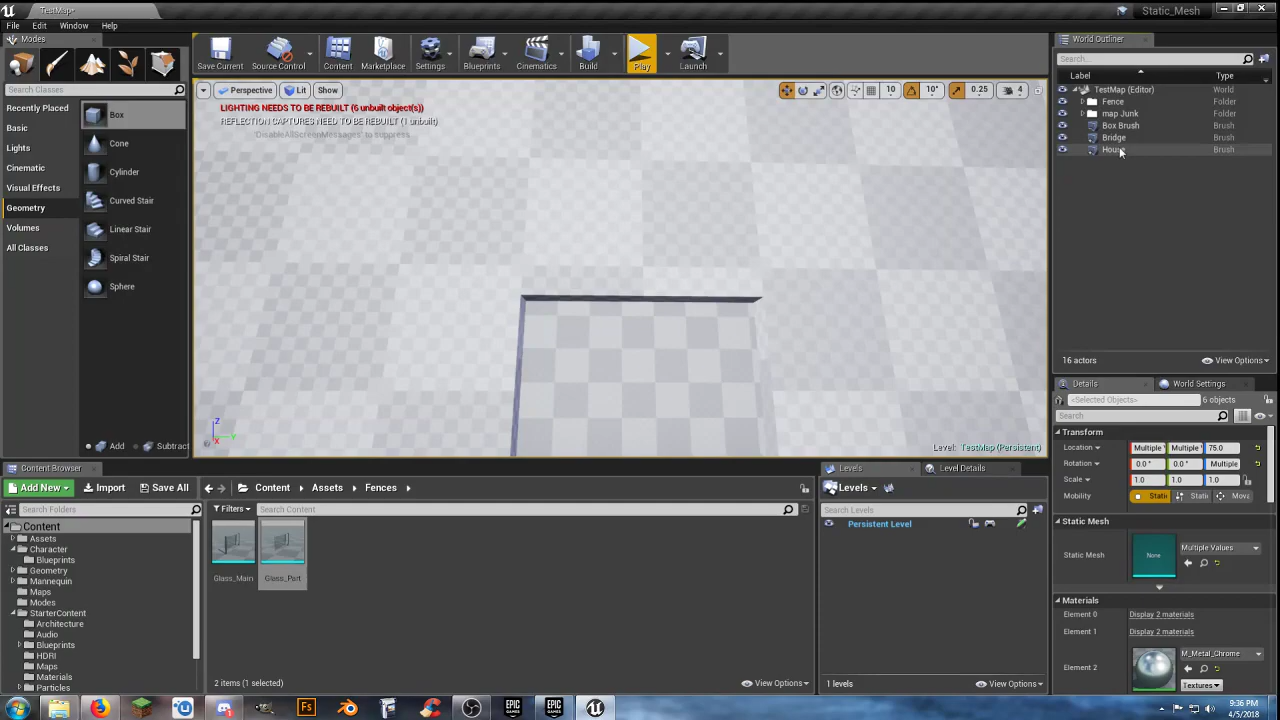 TestMap*
Static_Mesh
File Edit Window Help
Modes
Search Classes
Recently Placed
Basic
Lights
Cinematic
Visual Effects
Geometry
Volumes
All Classes
Box
Cone
Cylinder
Curved Stair
Linear Stair
Spiral Stair
Sphere
Add Subtract
Save Current Source Control Content Marketplace Settings Blueprints Cinematics Build Play Launch
Perspective Lit Show 10 10° 0.25 4
LIGHTING NEEDS TO BE REBUILT (6 unbuilt object(s))
REFLECTION CAPTURES NEED TO BE REBUILT (1 unbuilt)
'DisableAllScreenMessages' to suppress
Z
Y
X
Level: TestMap (Persistent)
World Outliner
Search...
Label Type
TestMap (Editor) World
Fence Folder
map Junk Folder
Box Brush Brush
Bridge Brush
House Brush
16 actors View Options
Details World Settings
<Selected Objects> 6 objects
Search
Transform
Location Multiple Multiple 75.0
Rotation 0.0 ° 0.0 ° Multiple
Scale 1.0 1.0 1.0
Mobility Static Static Mova
Static Mesh
Static Mesh None Multiple Values
Materials
Element 0 Display 2 materials
Element 1 Display 2 materials
Element 2 M_Metal_Chrome
Textures
Content Browser
Add New Import Save All Content Assets Fences
Search Folders
Filters Search Content
Content
Assets
Character
Blueprints
Geometry
Mannequin
Maps
Modes
StarterContent
Architecture
Audio
Blueprints
HDRI
Maps
Materials
Particles
Glass_Main Glass_Part
2 items (1 selected) View Options
Levels Level Details
Levels
Search Levels
Persistent Level
1 levels View Options
Fs
EPIC GAMES EPIC GAMES
9:36 PM
4/5/2018